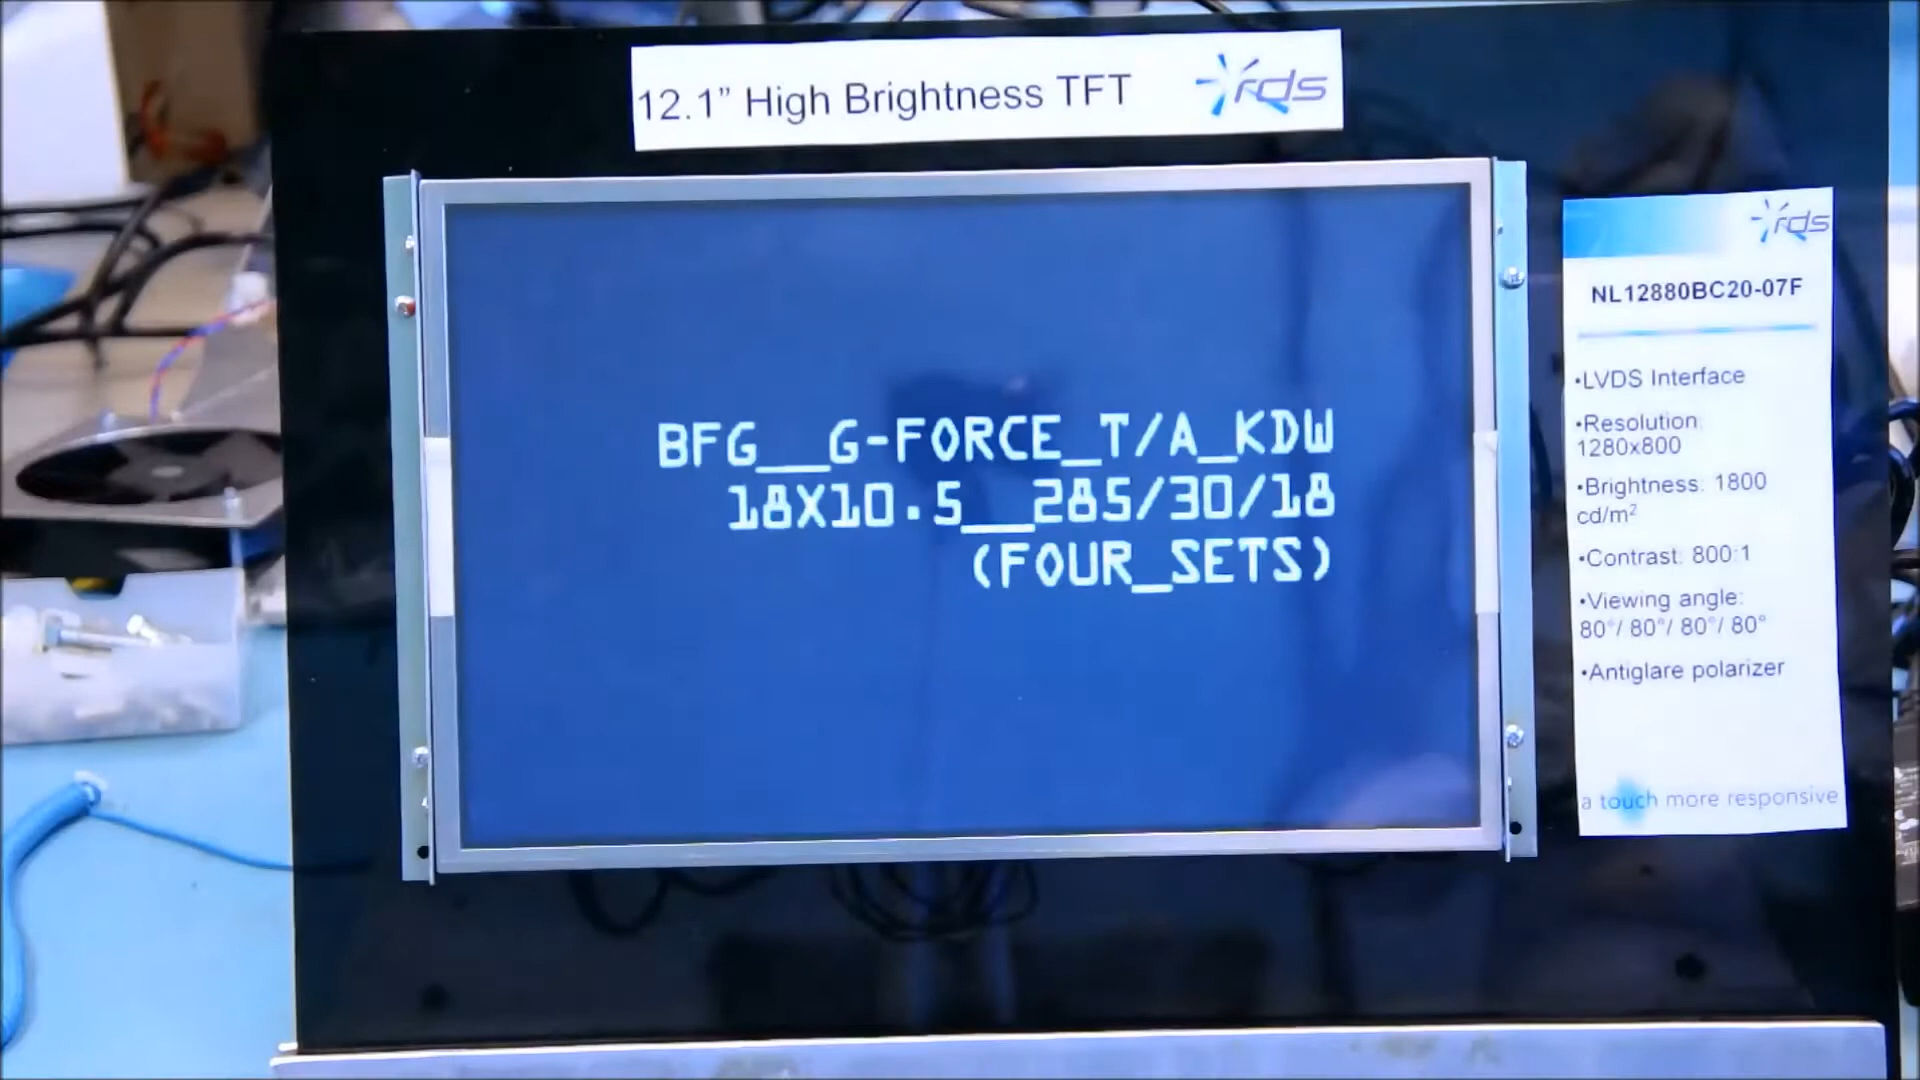 12.1” High Brightness TFT
rds
BFG__G-FORCE_T/A_KDW
18X10.5__285/30/18
(FOUR_SETS)
rds
NL12880BC20-07F
•LVDS Interface
•Resolution:
1280x800
•Brightness: 1800
cd/m²
•Contrast: 800:1
•Viewing angle:
80°/ 80°/ 80°/ 80°
•Antiglare polarizer
a touch more responsive